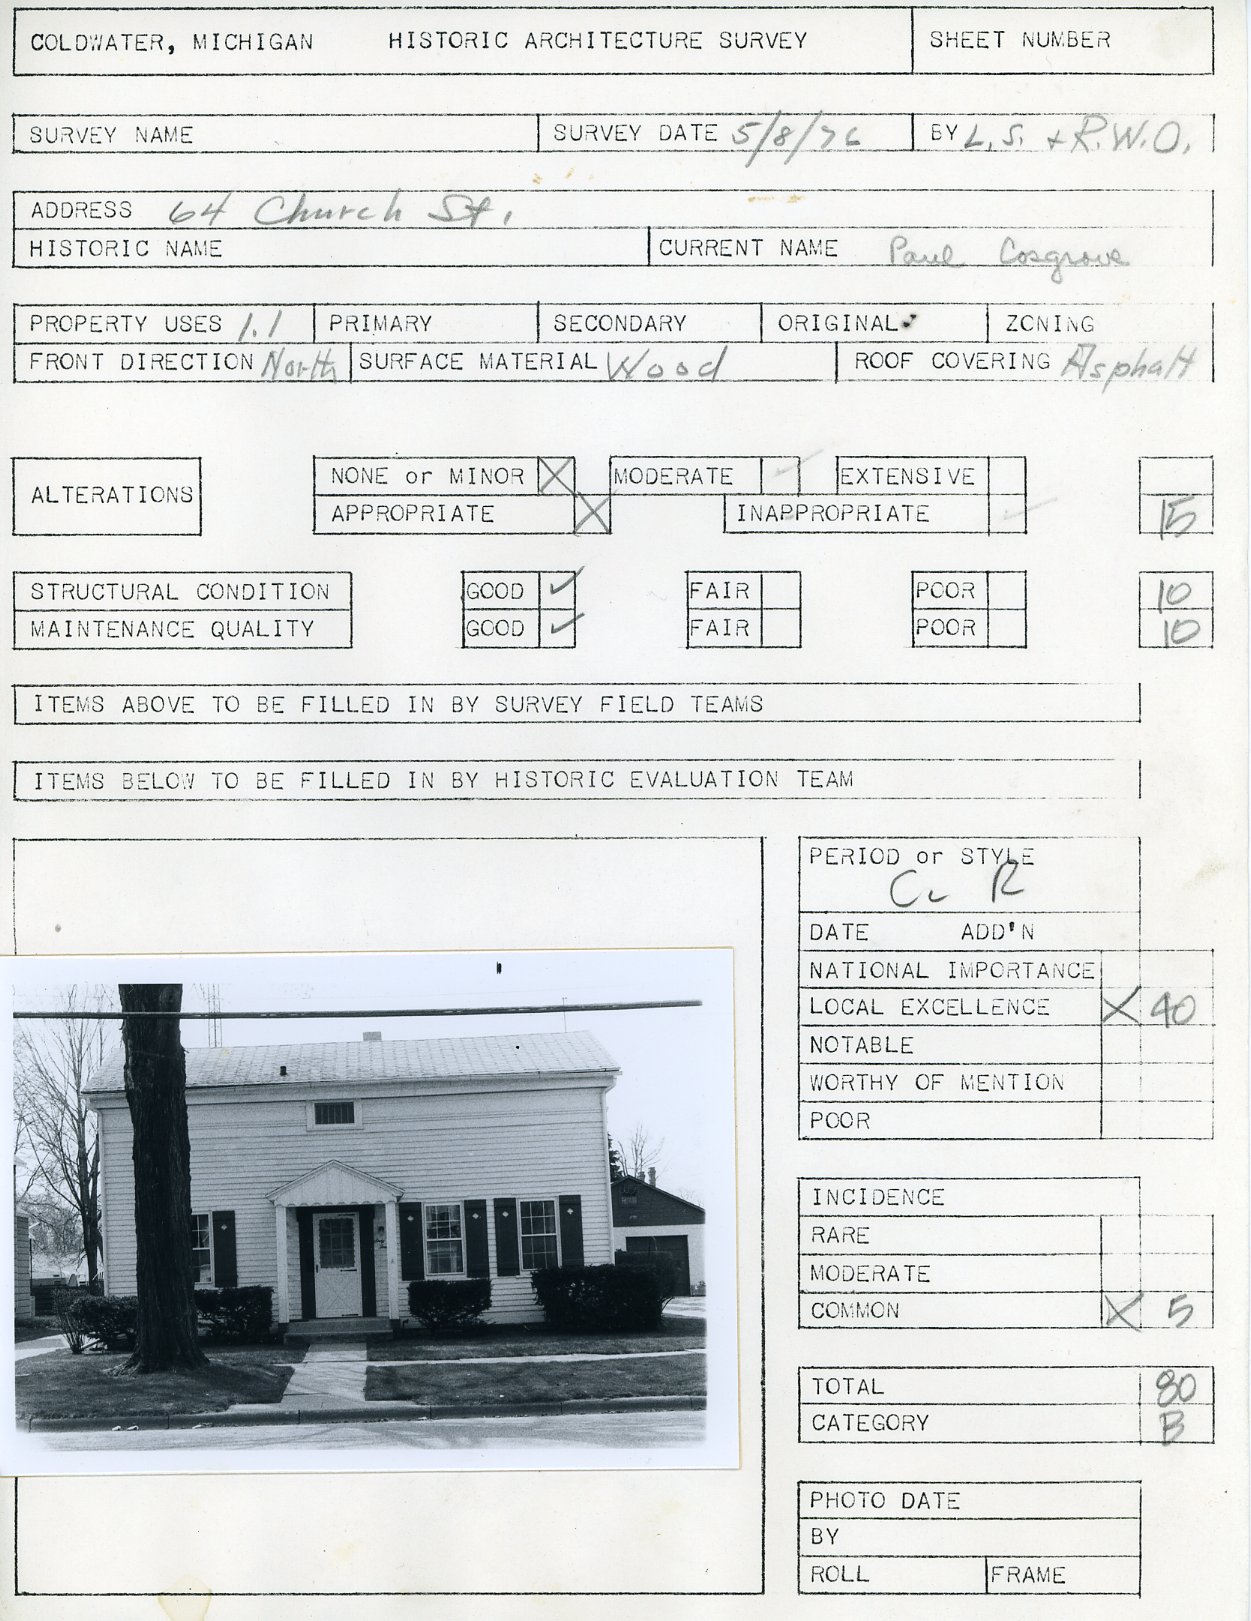 COLDWATER, MICHIGAN HISTORIC ARCHITECTURE SURVEY SHEET NUMBER
SURVEY NAME SURVEY DATE 5/8/76 BY L.S. + R.W.O.
ADDRESS 64 Church St.
HISTORIC NAME CURRENT NAME Paul Cosgrove
PROPERTY USES 1.1 PRIMARY SECONDARY ORIGINAL ZONING
FRONT DIRECTION North SURFACE MATERIAL Wood ROOF COVERING Asphalt
ALTERATIONS
NONE or MINOR X MODERATE ✓ EXTENSIVE
APPROPRIATE X INAPPROPRIATE ✓ 15
STRUCTURAL CONDITION GOOD ✓ FAIR POOR 10
MAINTENANCE QUALITY GOOD ✓ FAIR POOR 10
ITEMS ABOVE TO BE FILLED IN BY SURVEY FIELD TEAMS
ITEMS BELOW TO BE FILLED IN BY HISTORIC EVALUATION TEAM
PERIOD or STYLE
R
DATE ADD'N
NATIONAL IMPORTANCE
LOCAL EXCELLENCE X 40
NOTABLE
WORTHY OF MENTION
POOR
INCIDENCE
RARE
MODERATE
COMMON X 5
TOTAL 80
CATEGORY B
PHOTO DATE
BY
ROLL FRAME